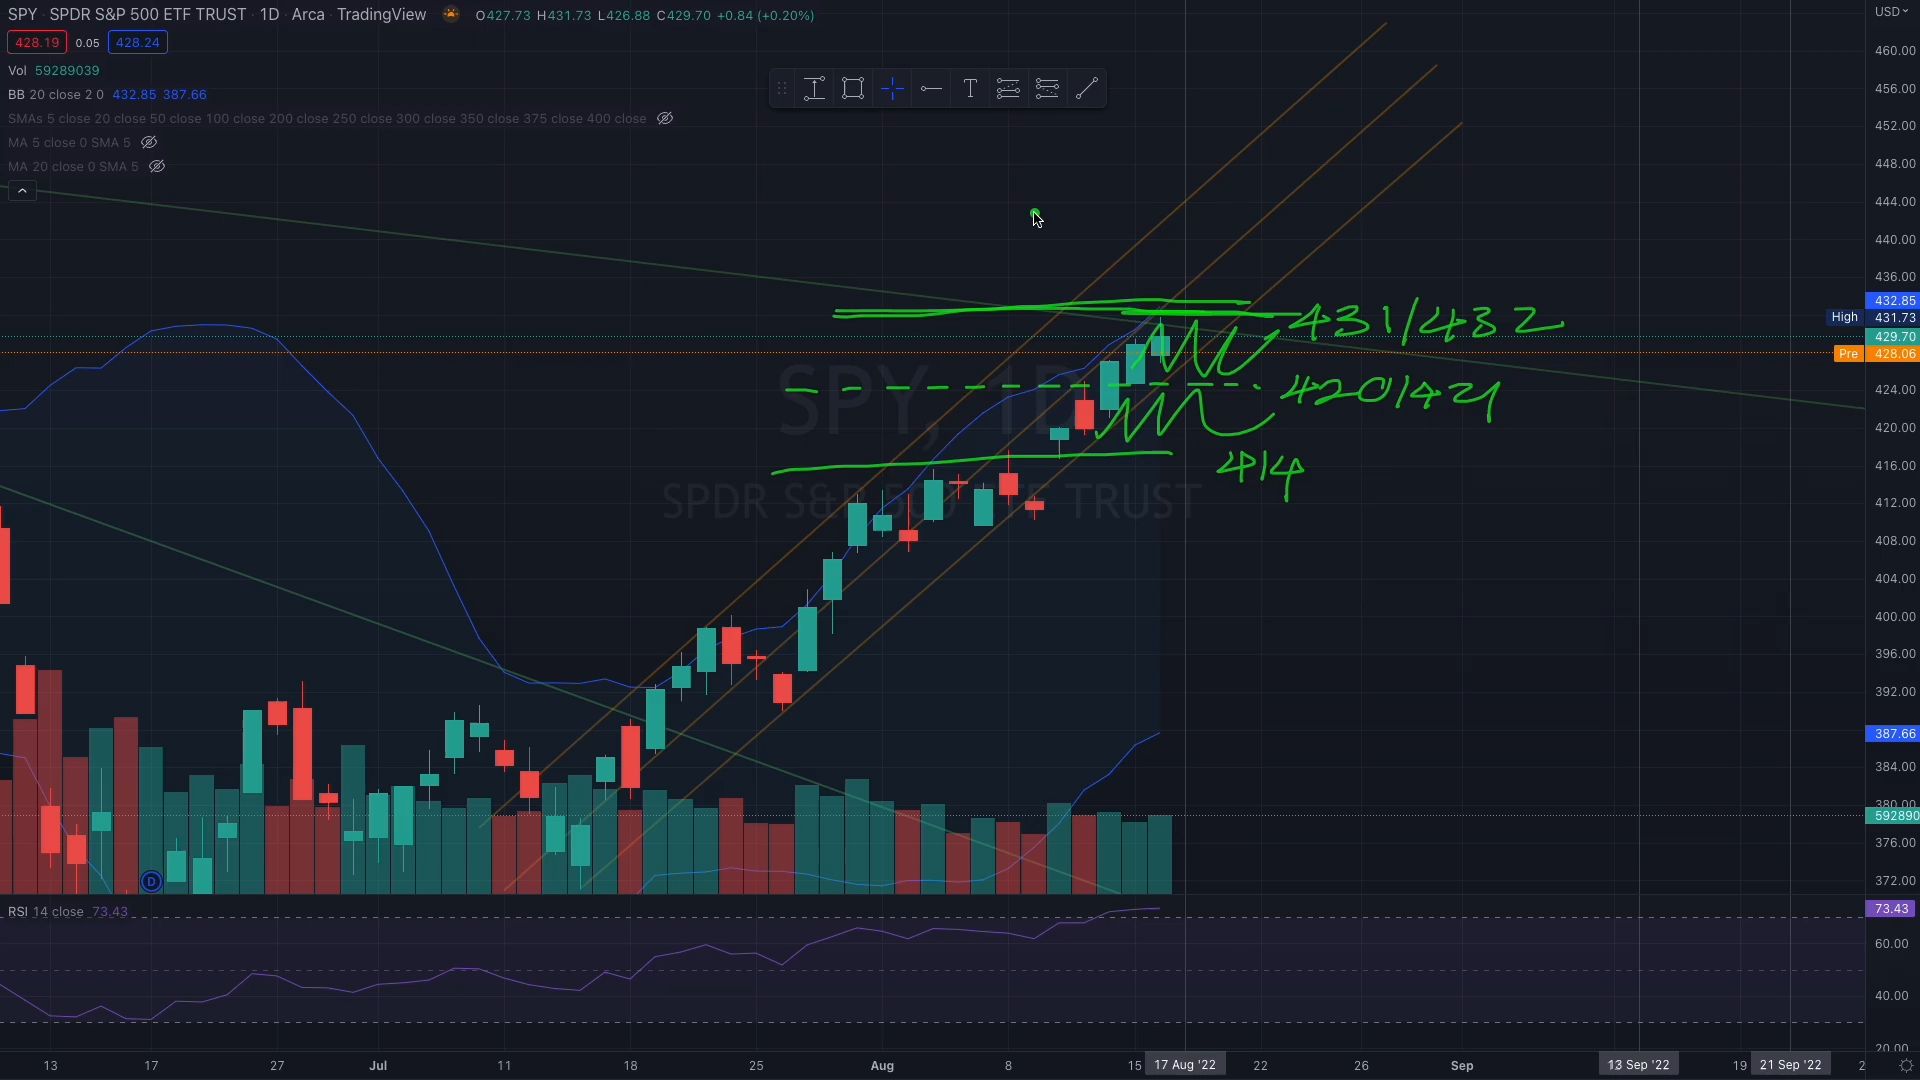 SPY · SPDR S&P 500 ETF TRUST · 1D · Arca · TradingView O427.73 H431.73 L426.88 C429.70 +0.84 (+0.20%)
USD
428.19 0.05 428.24
Vol 59289039
BB 20 close 2 0 432.85 387.66
SMAs 5 close 20 close 50 close 100 close 200 close 250 close 300 close 350 close 375 close 400 close
MA 5 close 0 SMA 5
MA 20 close 0 SMA 5
T
460.00
456.00
452.00
448.00
444.00
440.00
436.00
432.85
High 431.73
429.70
Pre 428.06
424.00
420.00
416.00
412.00
408.00
404.00
400.00
396.00
392.00
387.66
384.00
380.00
592890
376.00
372.00
431/432
420/421
414
SPY, 1D
SPDR S&P 500 ETF TRUST
D
RSI 14 close 73.43
73.43
60.00
40.00
20.00
13 17 27 Jul 11 18 25 Aug 8 15 17 Aug '22 22 26 Sep 13 Sep '22 19 21 Sep '22 2